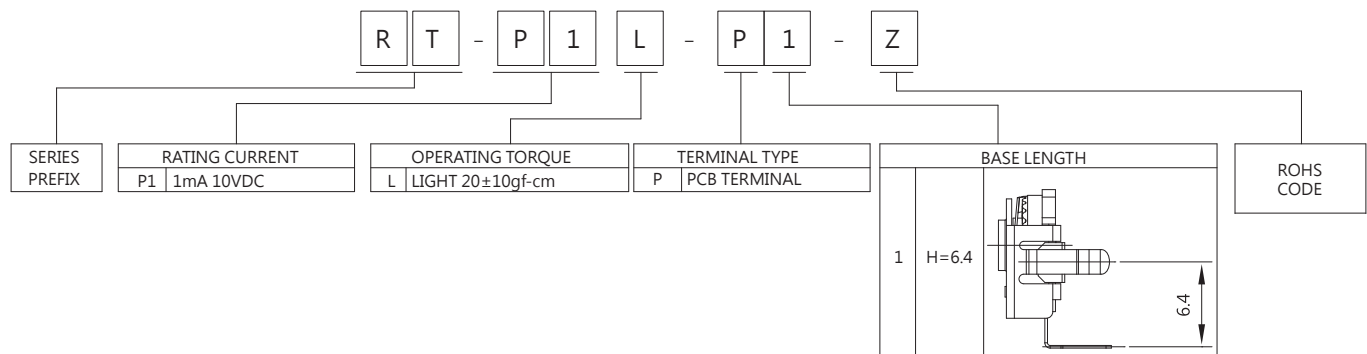 R T - P 1 L - P 1 - Z
SERIES
PREFIX
RATING CURRENT
P1 1mA 10VDC
OPERATING TORQUE
L LIGHT 20±10gf-cm
TERMINAL TYPE
P PCB TERMINAL
BASE LENGTH
1 H=6.4
6.4
ROHS
CODE